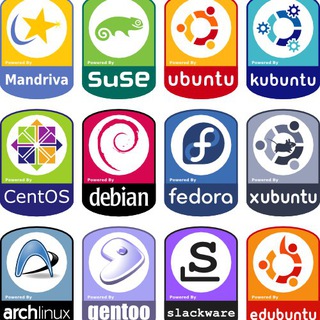 Powered By Powered By Powered By Powered By
Mandriva suse ubuntu kubuntu
Powered By Powered By Powered By Powered By
CentOS debian fedora xubuntu
Powered By Powered By Powered By Powered By
archlinux gentoo slackware edubuntu